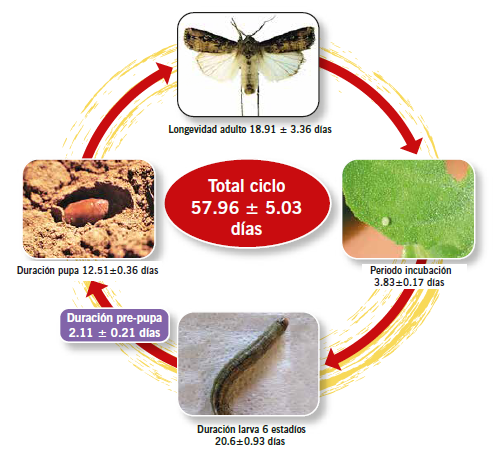 Longevidad adulto 18.91 ± 3.36 días
Total ciclo
57.96 ± 5.03
días
Periodo incubación
3.83±0.17 días
Duración larva 6 estadíos
20.6±0.93 días
Duración pre-pupa
2.11 ± 0.21 días
Duración pupa 12.51±0.36 días